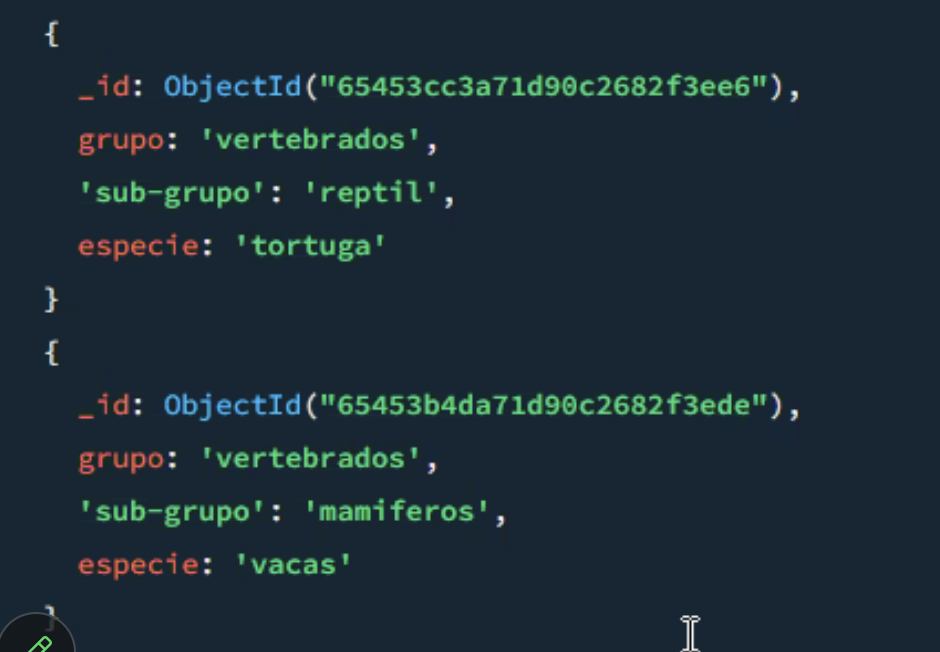 {
_id: ObjectId("65453cc3a71d90c2682f3ee6"),
grupo: 'vertebrados',
'sub-grupo': 'reptil',
especie: 'tortuga'
}
{
_id: ObjectId("65453b4da71d90c2682f3ede"),
grupo: 'vertebrados',
'sub-grupo': 'mamiferos',
especie: 'vacas'
}